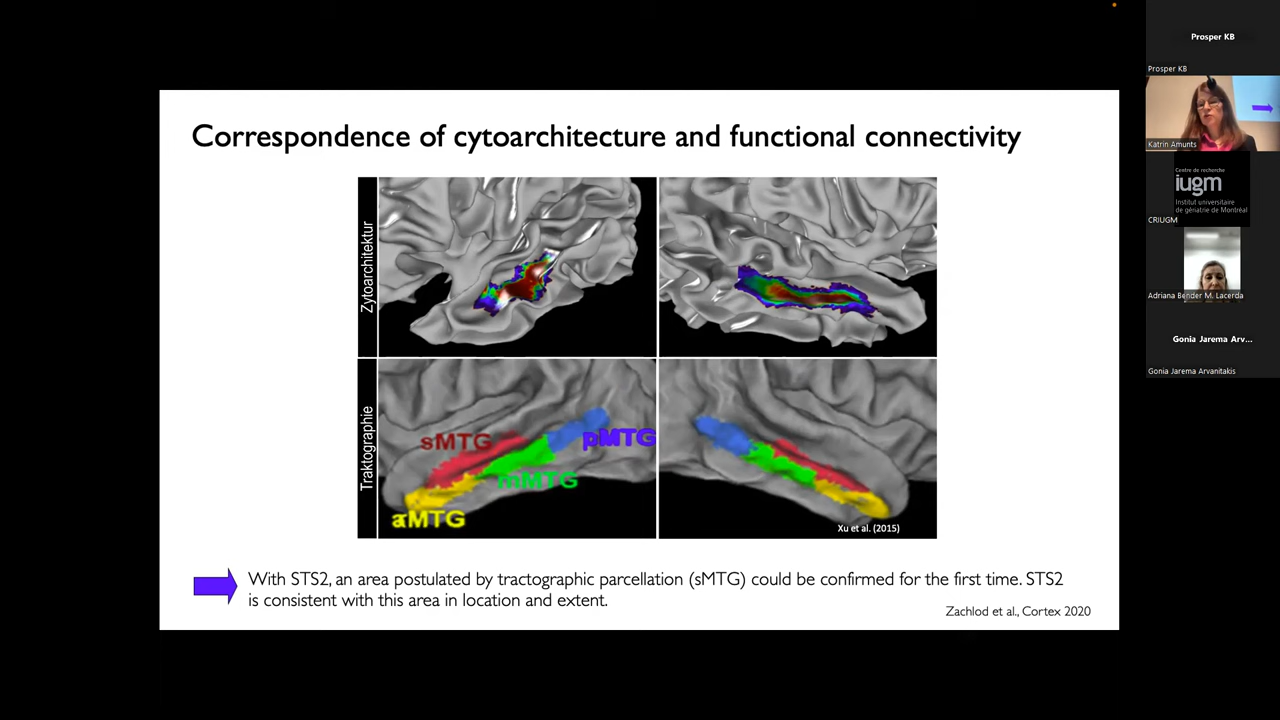 Correspondence of cytoarchitecture and functional connectivity
Zytoarchitektur
Traktographie
sMTG
pMTG
mMTG
aMTG
Xu et al. (2015)
With STS2, an area postulated by tractographic parcellation (sMTG) could be confirmed for the first time. STS2
is consistent with this area in location and extent.
Zachlod et al., Cortex 2020
Prosper KB
Prosper KB
Katrin Amunts
Centre de recherche
iugm
Institut universitaire
de gériatrie de Montréal
CRIUGM
Adriana Bender M. Lacerda
Gonia Jarema Arv...
Gonia Jarema Arvanitakis